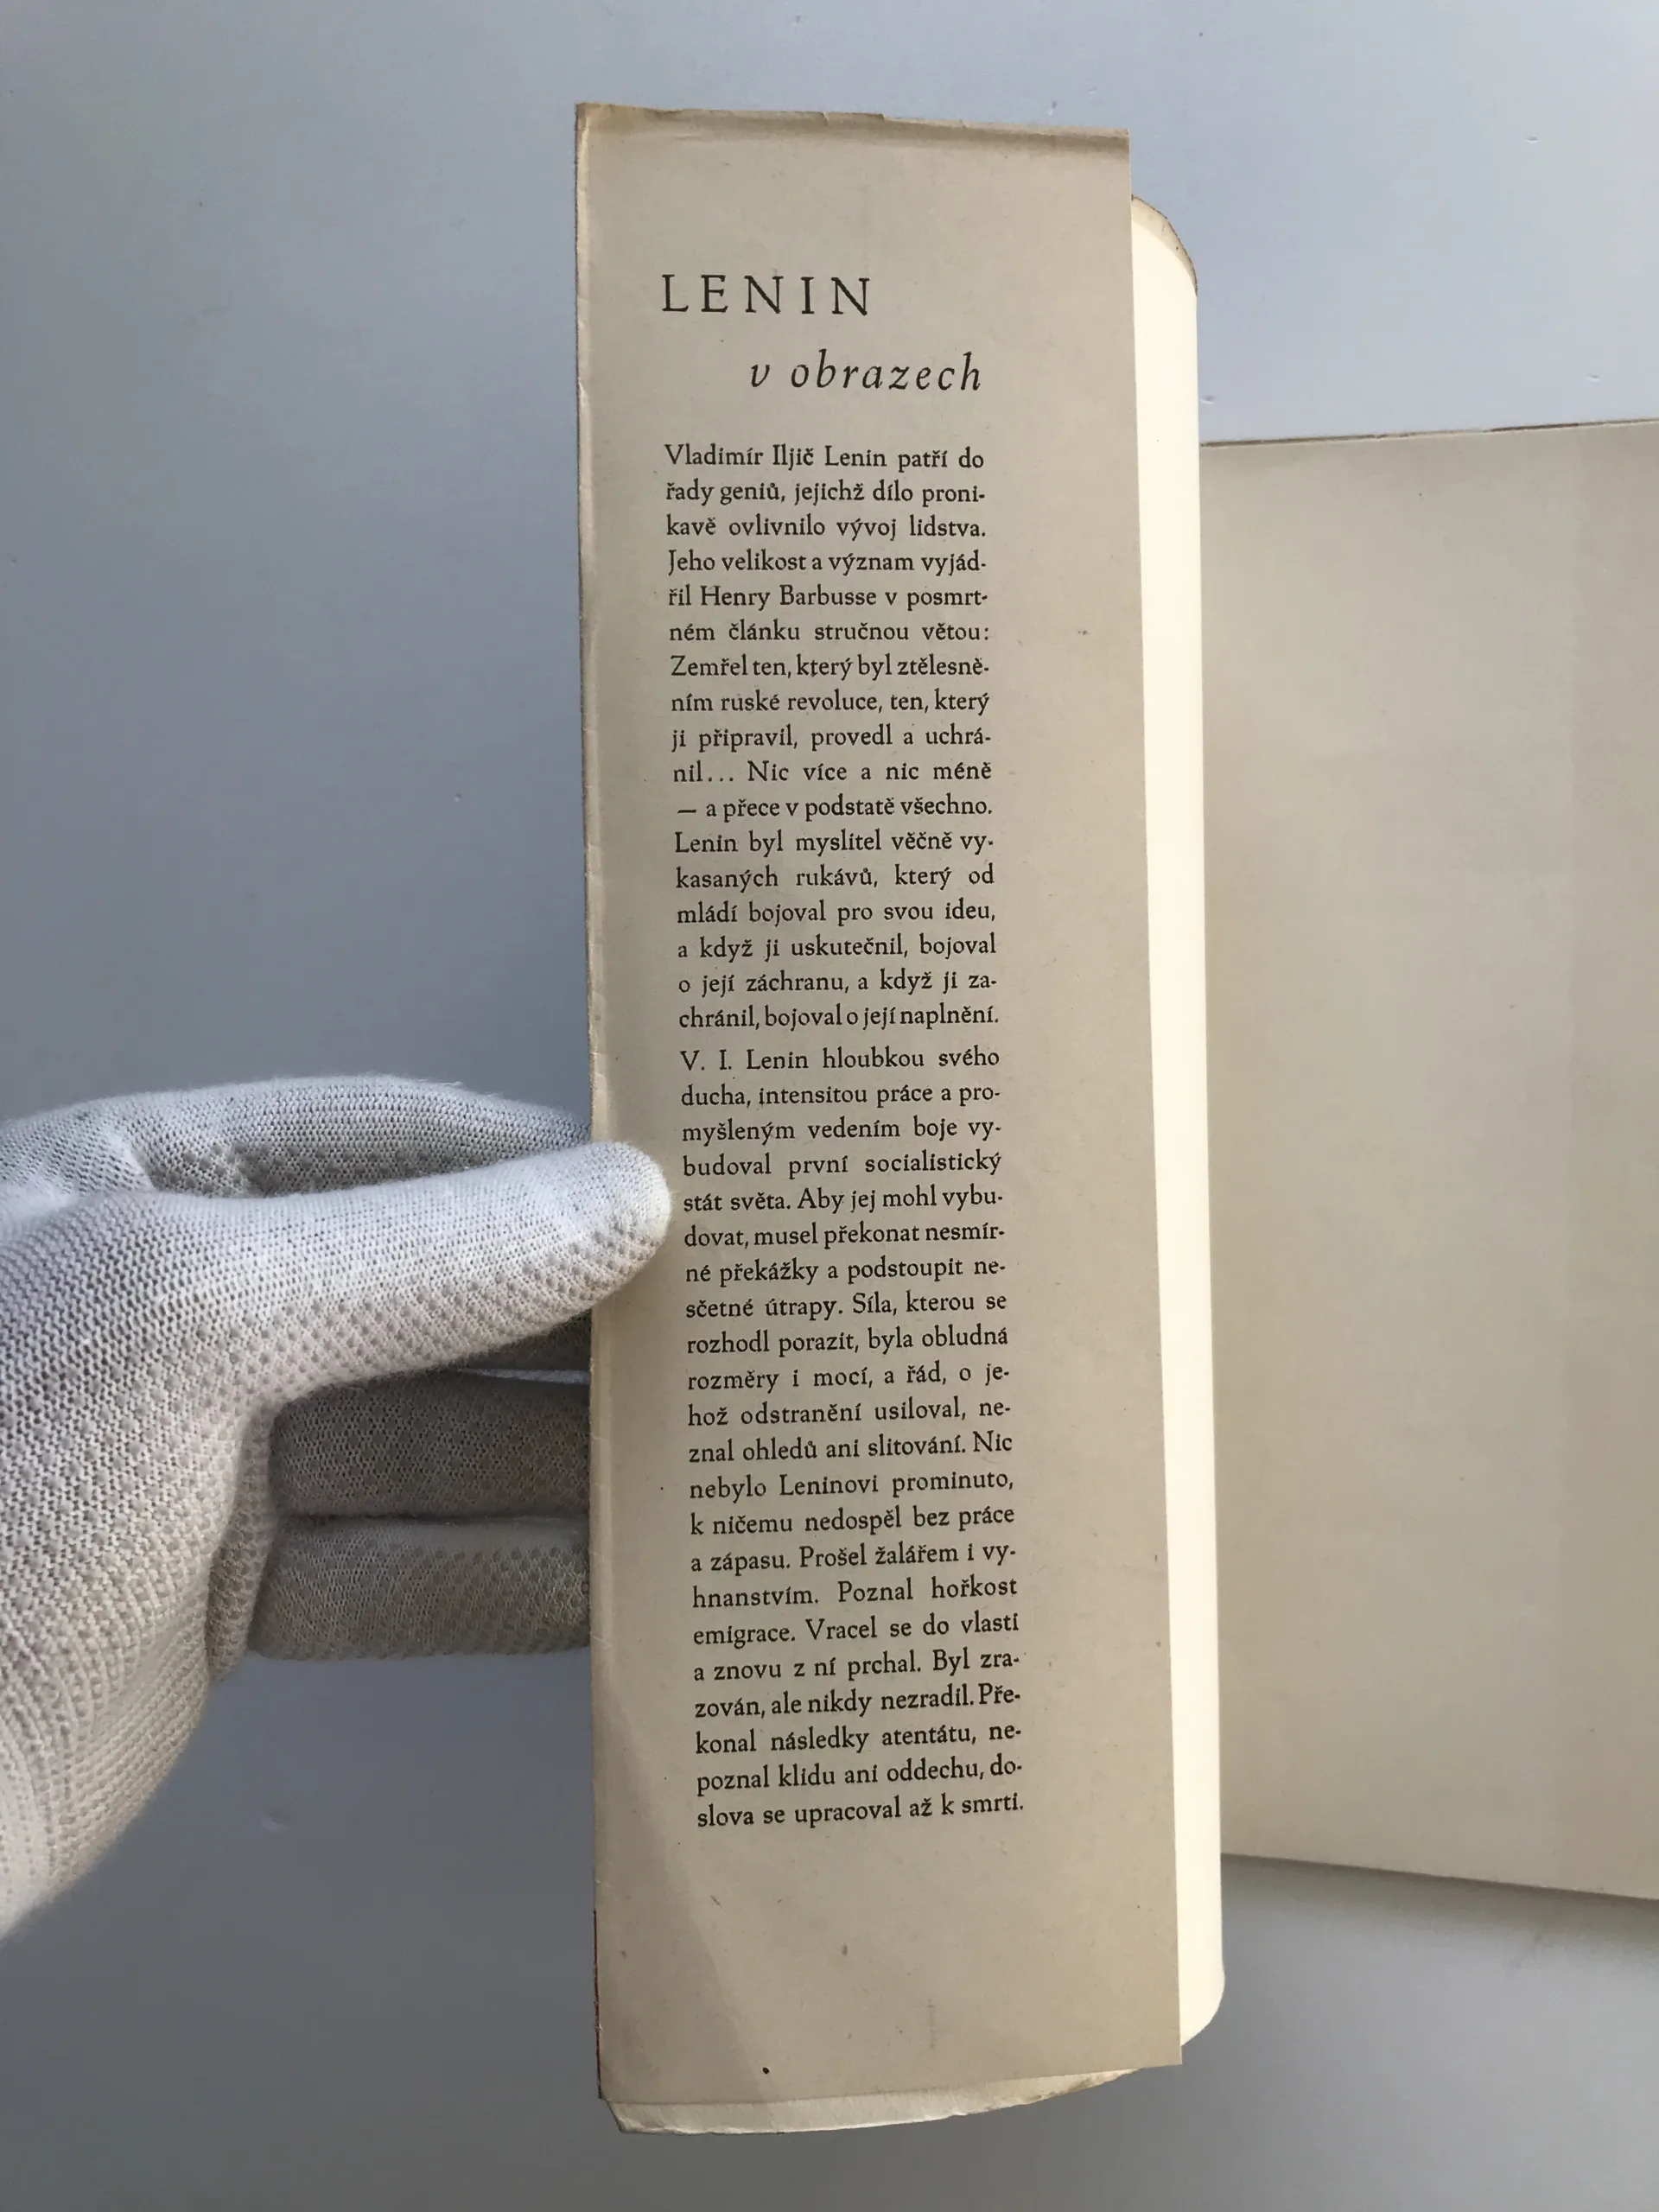 LENIN
v obrazech
Vladimír Iljič Lenin patří do
řady geniů, jejichž dílo proni-
kavě ovlivnilo vývoj lidstva.
Jeho velikost a význam vyjád-
řil Henry Barbusse v posmrt-
ném článku stručnou větou:
Zemřel ten, který byl ztělesně-
ním ruské revoluce, ten, který
ji připravil, provedl a uchrá-
nil... Nic více a nic méně
— a přece v podstatě všechno.
Lenin byl myslitel věčně vy-
kasaných rukávů, který od
mládí bojoval pro svou ideu,
a když ji uskutečnil, bojoval
o její záchranu, a když ji za-
chránil, bojoval o její naplnění.
V. I. Lenin hloubkou svého
ducha, intensitou práce a pro-
myšleným vedením boje vy-
budoval první socialistický
stát světa. Aby jej mohl vybu-
dovat, musel překonat nesmír-
né překážky a podstoupit ne-
sčetné útrapy. Síla, kterou se
rozhodl porazit, byla obludná
rozměry i mocí, a řád, o je-
hož odstranění usiloval, ne-
znal ohledů ani slitování. Nic
nebylo Leninovi prominuto,
k ničemu nedospěl bez práce
a zápasu. Prošel žalářem i vy-
hnanstvím. Poznal hořkost
emigrace. Vracel se do vlasti
a znovu z ní prchal. Byl zra-
zován, ale nikdy nezradil. Pře-
konal následky atentátu, ne-
poznal klidu ani oddechu, do-
slova se upracoval až k smrti.